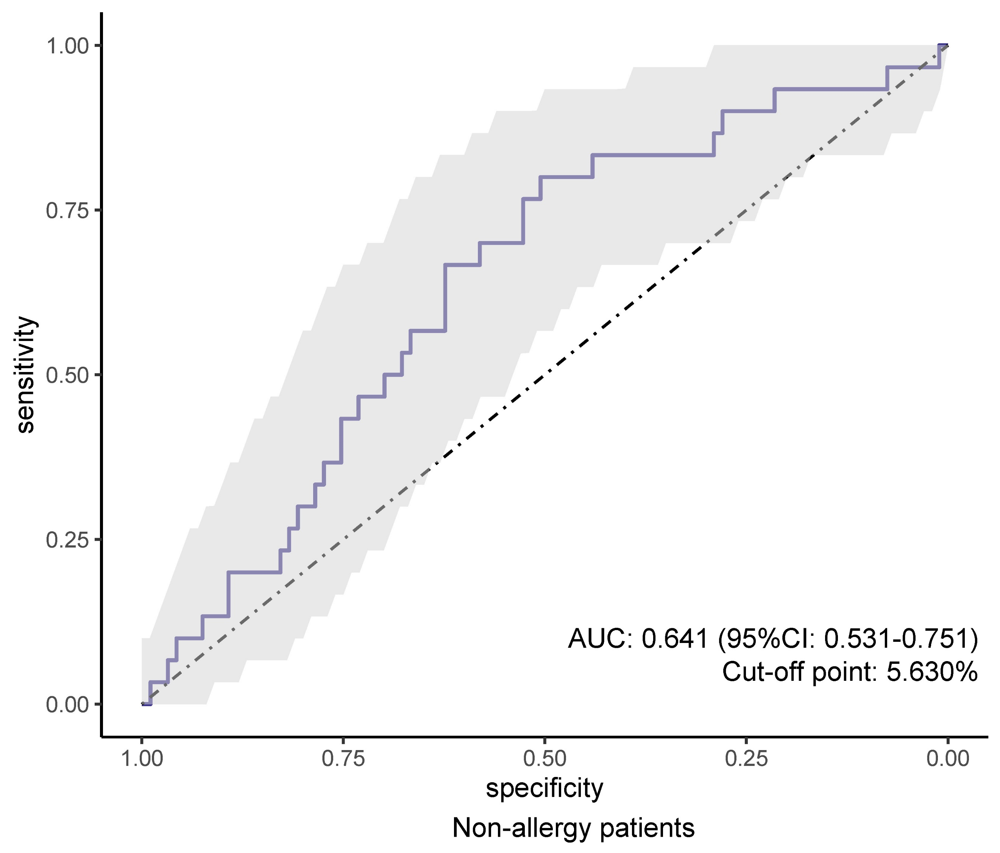 1.00
0.75
0.50
0.25
0.00
sensitivity
AUC: 0.641 (95%CI: 0.531-0.751)
Cut-off point: 5.630%
1.00 0.75 0.50 0.25 0.00
specificity
Non-allergy patients